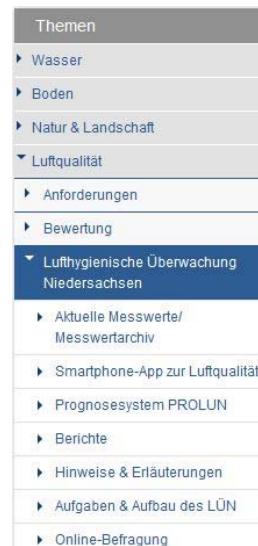 Themen
Wasser
Boden
Natur & Landschaft
Luftqualität
Anforderungen
Bewertung
Lufthygienische Überwachung
Niedersachsen
Aktuelle Messwerte/
Messwertarchiv
Smartphone-App zur Luftqualität
Prognosesystem PROLUN
Berichte
Hinweise & Erläuterungen
Aufgaben & Aufbau des LÜN
Online-Befragung